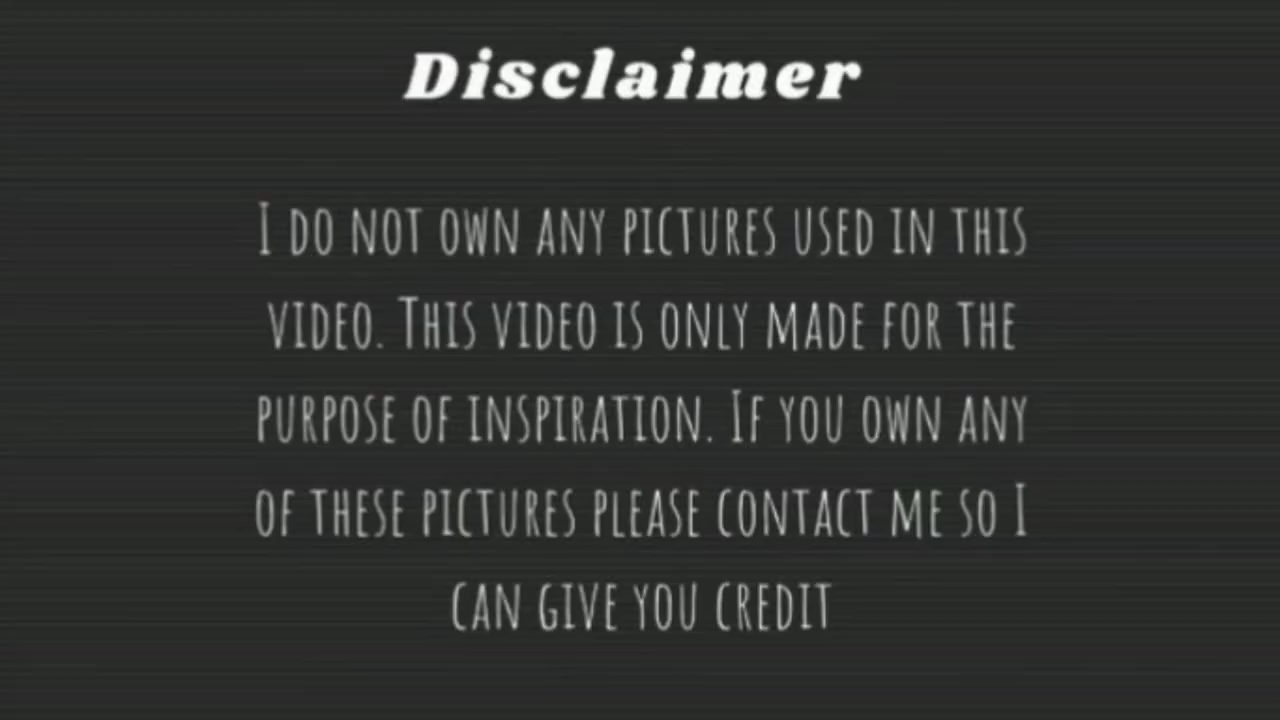 Disclaimer
I do not own any pictures used in this
video. This video is only made for the
purpose of inspiration. If you own any
of these pictures please contact me so I
can give you credit